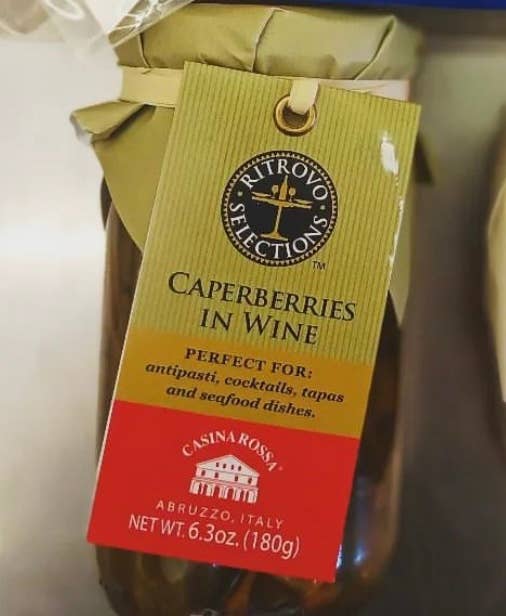 RITROVO
SELECTIONS
TM
CAPERBERRIES
IN WINE
PERFECT FOR:
antipasti, cocktails, tapas
and seafood dishes.
CASINA ROSSA®
ABRUZZO, ITALY
NET WT. 6.3oz. (180g)